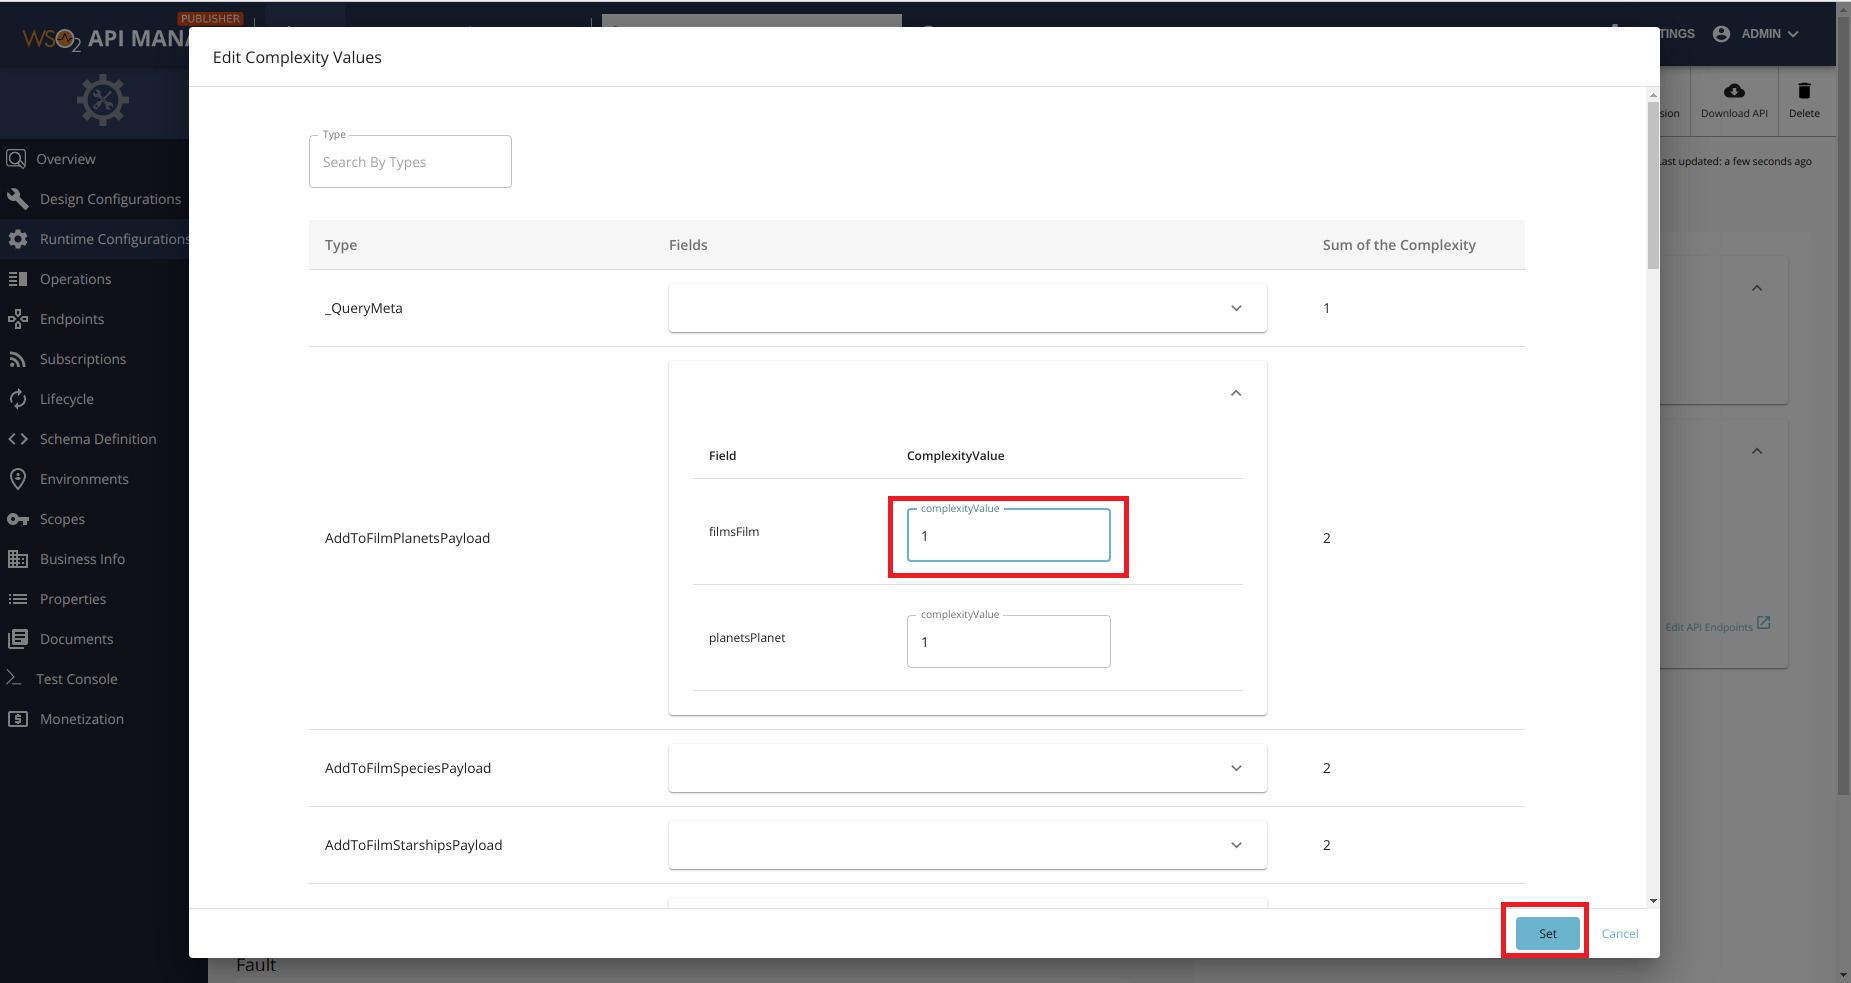 PUBLISHER
WSO2 API MANA
TINGS
ADMIN
Edit Complexity Values
sion
Download API
Delete
Last updated: a few seconds ago
Overview
Design Configurations
Runtime Configurations
Operations
Endpoints
Subscriptions
Lifecycle
Schema Definition
Environments
Scopes
Business Info
Properties
Documents
Test Console
Monetization
Type
Search By Types
Type Fields Sum of the Complexity
_QueryMeta 1
AddToFilmPlanetsPayload 2
Field ComplexityValue
complexityValue
filmsFilm 1
complexityValue
planetsPlanet 1
AddToFilmSpeciesPayload 2
AddToFilmStarshipsPayload 2
Edit API Endpoints
Set Cancel
Fault